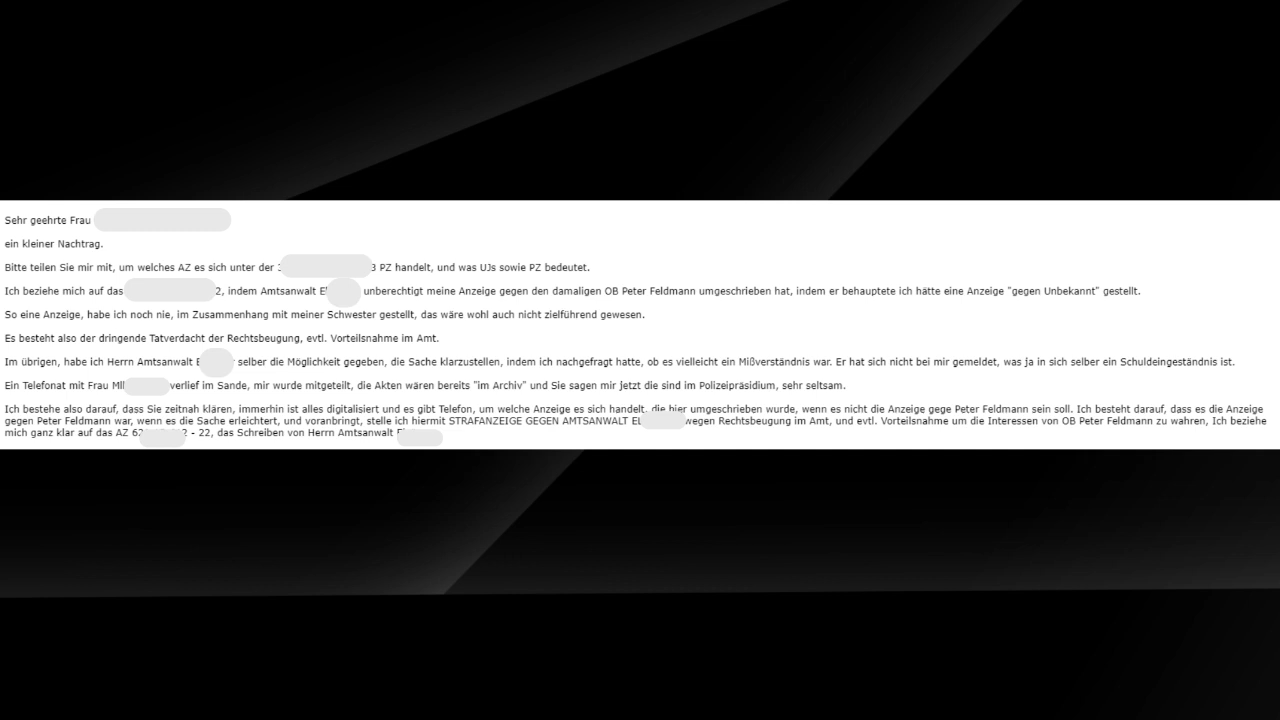 Sehr geehrte Frau
ein kleiner Nachtrag.
Bitte teilen Sie mir mit, um welches AZ es sich unter der 3 PZ handelt, und was UJs sowie PZ bedeutet.
Ich beziehe mich auf das 2, indem Amtsanwalt El unberechtigt meine Anzeige gegen den damaligen OB Peter Feldmann umgeschrieben hat, indem er behauptete ich hätte eine Anzeige "gegen Unbekannt" gestellt.
So eine Anzeige, habe ich noch nie, im Zusammenhang mit meiner Schwester gestellt, das wäre wohl auch nicht zielführend gewesen.
Es besteht also der dringende Tatverdacht der Rechtsbeugung, evtl. Vorteilsnahme im Amt.
Im übrigen, habe ich Herrn Amtsanwalt selber die Möglichkeit gegeben, die Sache klarzustellen, indem ich nachgefragt hatte, ob es vielleicht ein Mißverständnis war. Er hat sich nicht bei mir gemeldet, was ja in sich selber ein Schuldeingeständnis ist.
Ein Telefonat mit Frau verlief im Sande, mir wurde mitgeteilt, die Akten wären bereits "im Archiv" und Sie sagen mir jetzt die sind im Polizeipräsidium, sehr seltsam.
Ich bestehe also darauf, dass Sie zeitnah klären, immerhin ist alles digitalisiert und es gibt Telefon, um welche Anzeige es sich handelt, die hier umgeschrieben wurde, wenn es nicht die Anzeige gege Peter Feldmann sein soll. Ich besteht darauf, dass es die Anzeige
gegen Peter Feldmann war, wenn es die Sache erleichtert, und voranbringt, stelle ich hiermit STRAFANZEIGE GEGEN AMTSANWALT EL wegen Rechtsbeugung im Amt, und evtl. Vorteilsnahme um die Interessen von OB Peter Feldmann zu wahren, Ich beziehe
mich ganz klar auf das AZ 62 - 22, das Schreiben von Herrn Amtsanwalt